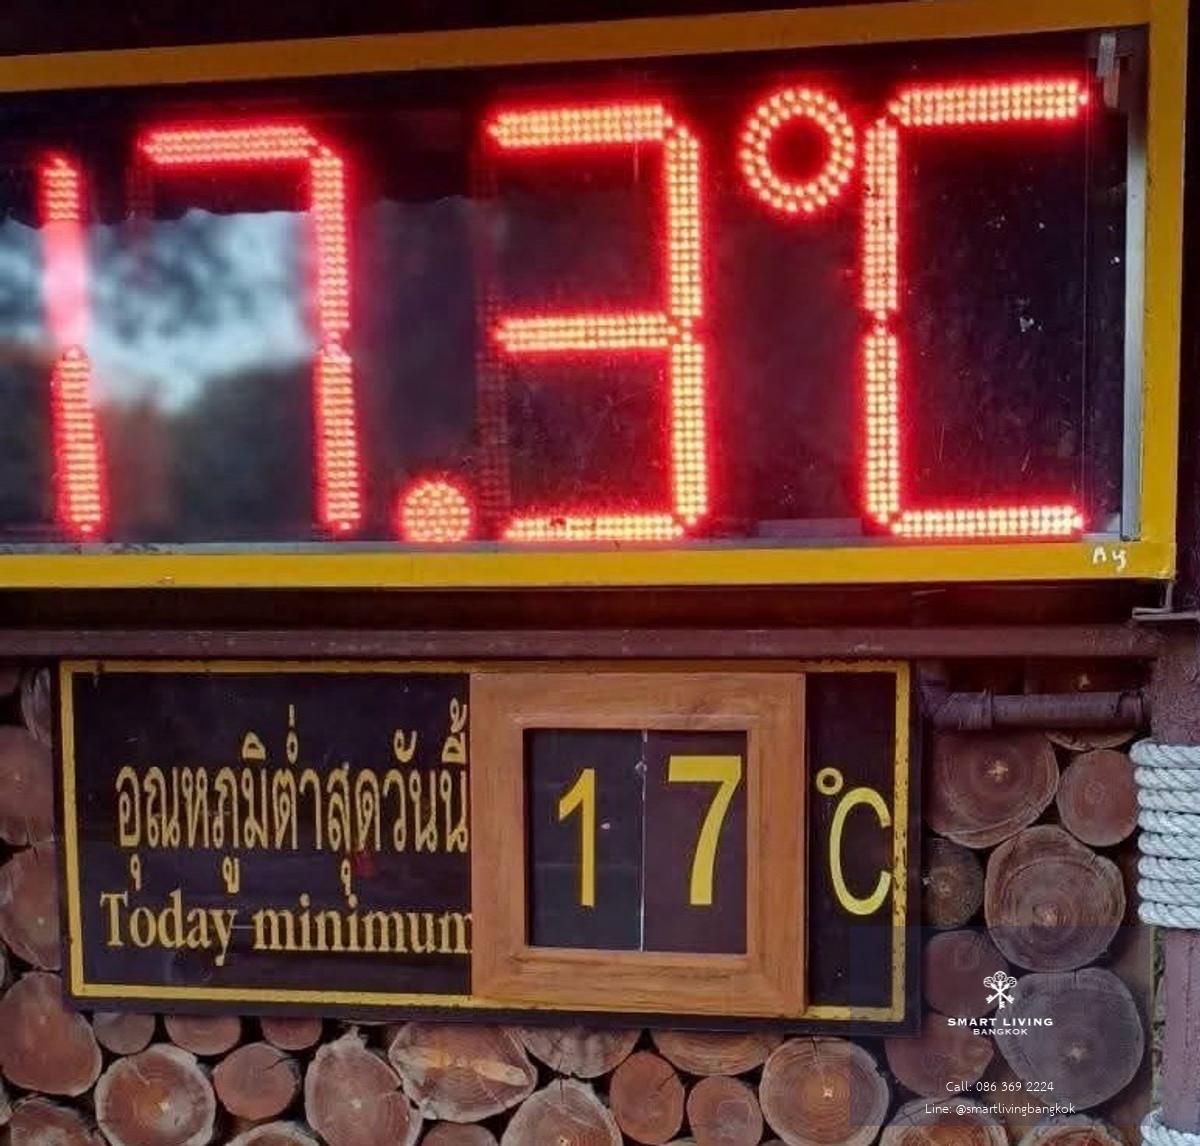 17.3°C
Ay
อุณหภูมิต่ำสุดวันนี้
Today minimum
17 °C
SMART LIVING
BANGKOK
Call: 086 369 2224
Line: @smartlivingbangkok